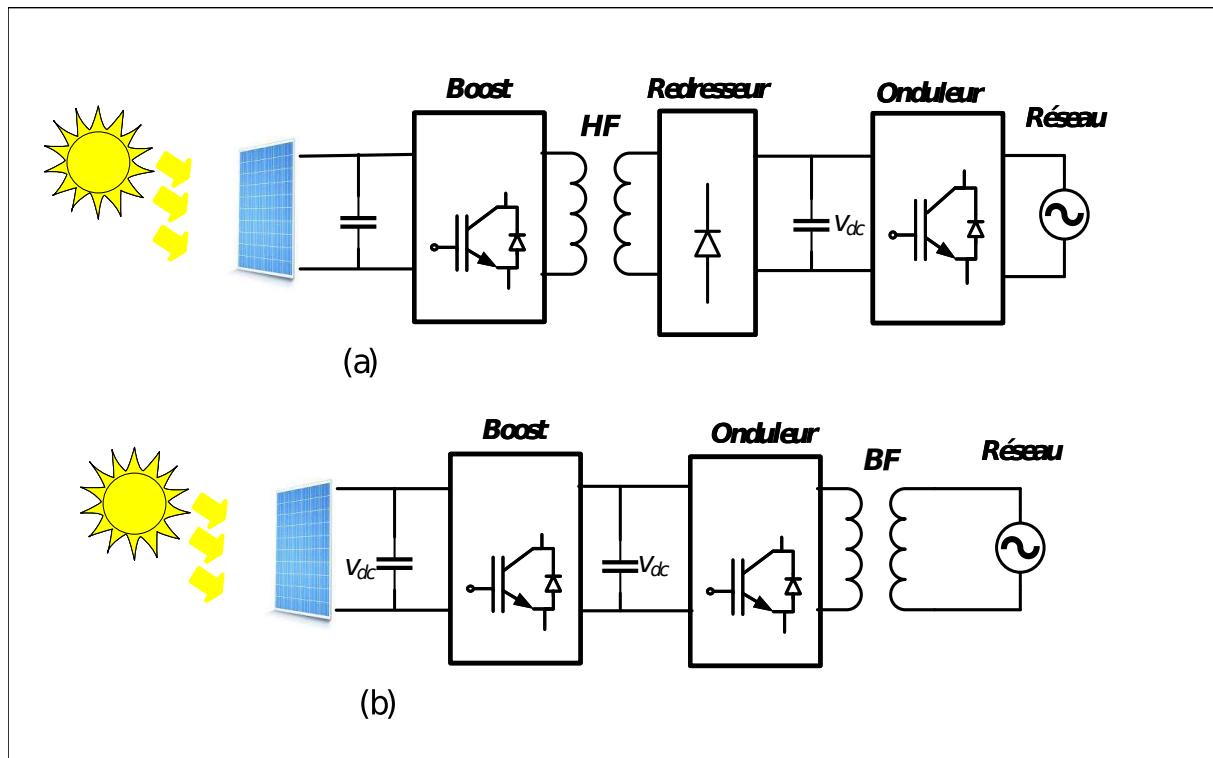 Boost
Redresseur
Onduleur
HF
Réseau
Vdc
(a)
Boost
Onduleur
BF
Réseau
Vdc
Vdc
(b)